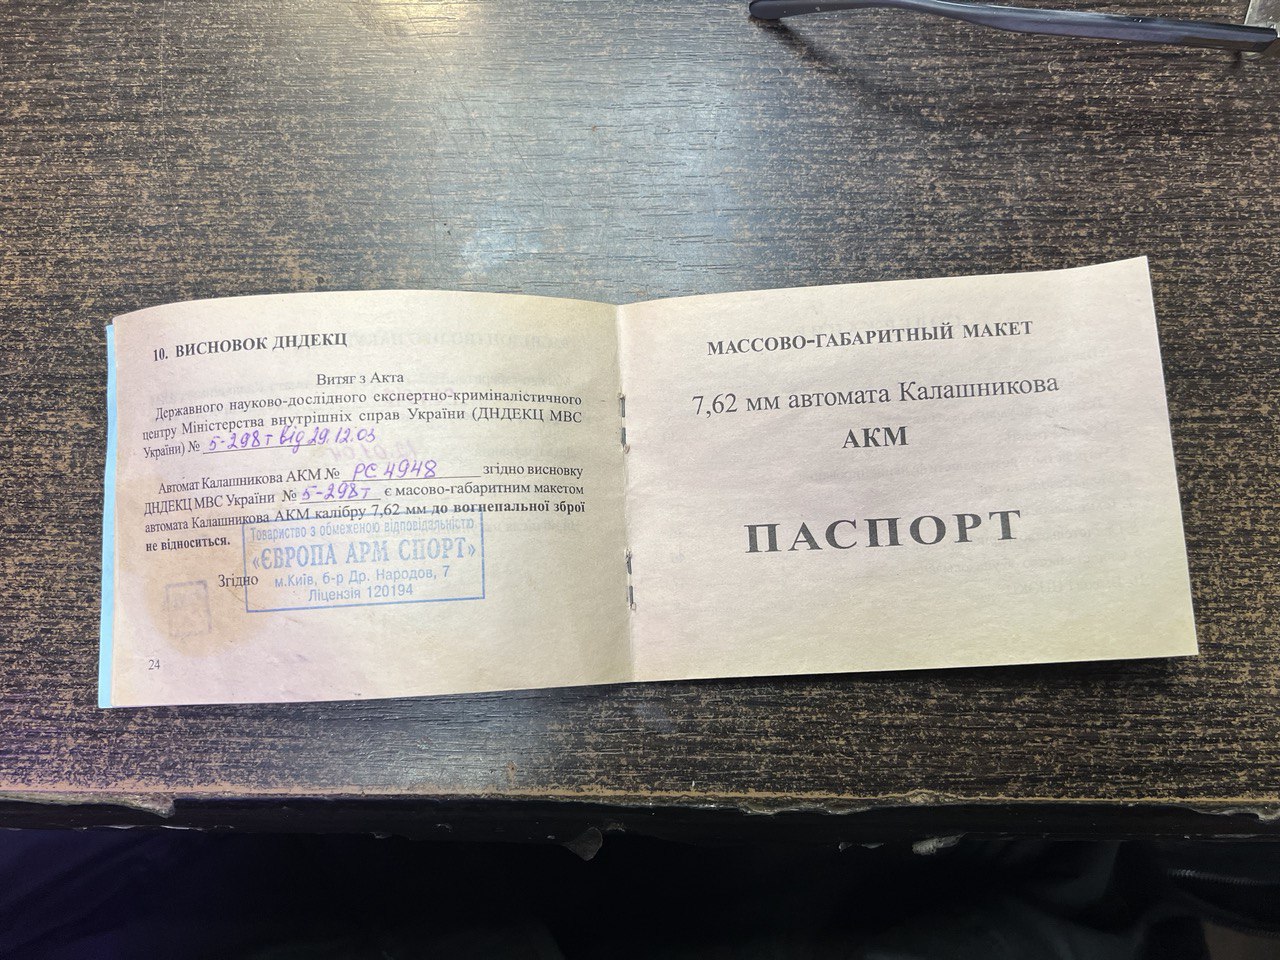 10. ВИСНОВОК ДНДЕКЦ
Витяг з Акта
Державного науково-дослідного експертно-криміналістичного
центру Міністерства внутрішніх справ України (ДНДЕКЦ МВС
України) № 5-298т від 29.12.03
Автомат Калашникова АКМ № РС 4948 згідно висновку
ДНДЕКЦ МВС України № 5-298т є масово-габаритним макетом
автомата Калашникова АКМ калібру 7,62 мм до вогнепальної зброї
не відноситься.
Товариство з обмеженою відповідальністю
«ЄВРОПА АРМ СПОРТ»
м.Київ, б-р Др. Народов, 7
Ліцензія 120194
Згідно
24
МАССОВО-ГАБАРИТНЫЙ МАКЕТ
7,62 мм автомата Калашникова
АКМ
ПАСПОРТ